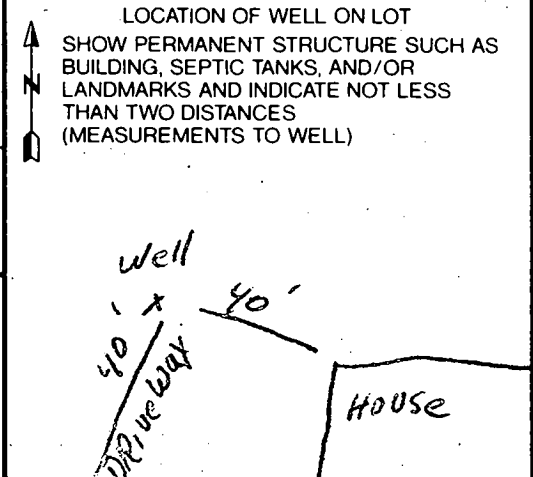 LOCATION OF WELL ON LOT
SHOW PERMANENT STRUCTURE SUCH AS
BUILDING, SEPTIC TANKS, AND/OR
N
LANDMARKS AND INDICATE NOT LESS
THAN TWO DISTANCES
(MEASUREMENTS TO WELL)
Well
x
40'
40'
DRiveway
HOUSe